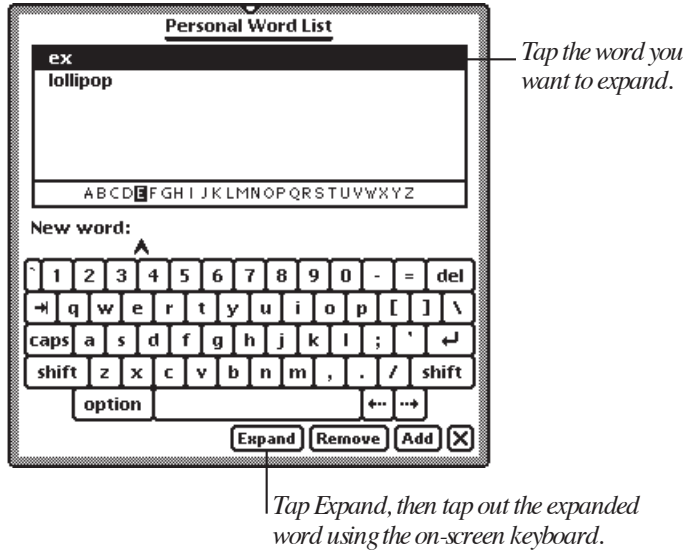 Personal Word List
ex
Tap the word you
want to expand.
lollipop
A B C D E F G H I J K L M N O P Q R S T U V W X Y Z
New word:
` 1 2 3 4 5 6 7 8 9 0 - = del
q w e r t y u i o p [ ] \
caps a s d f g h j k l ; '
shift z x c v b n m , . / shift
option
Expand Remove Add
Tap Expand, then tap out the expanded
word using the on-screen keyboard.